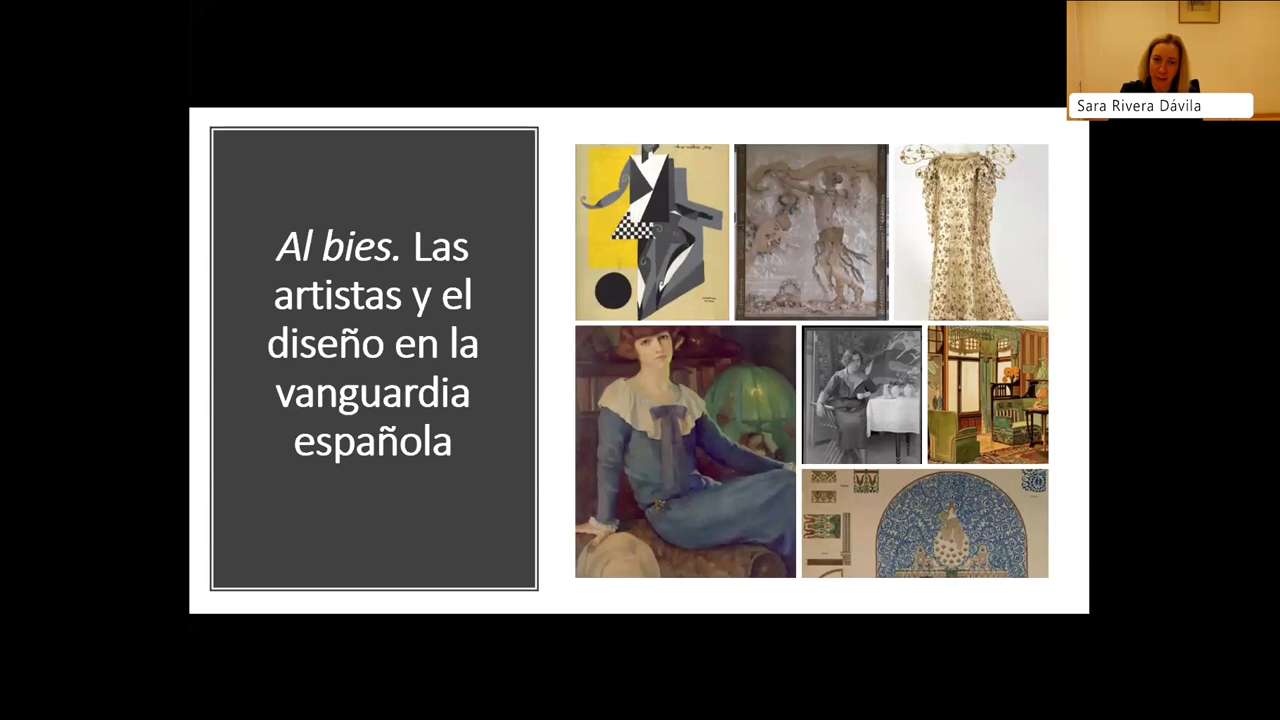 Sara Rivera Dávila
Al bies. Las
artistas y el
diseño en la
vanguardia
española